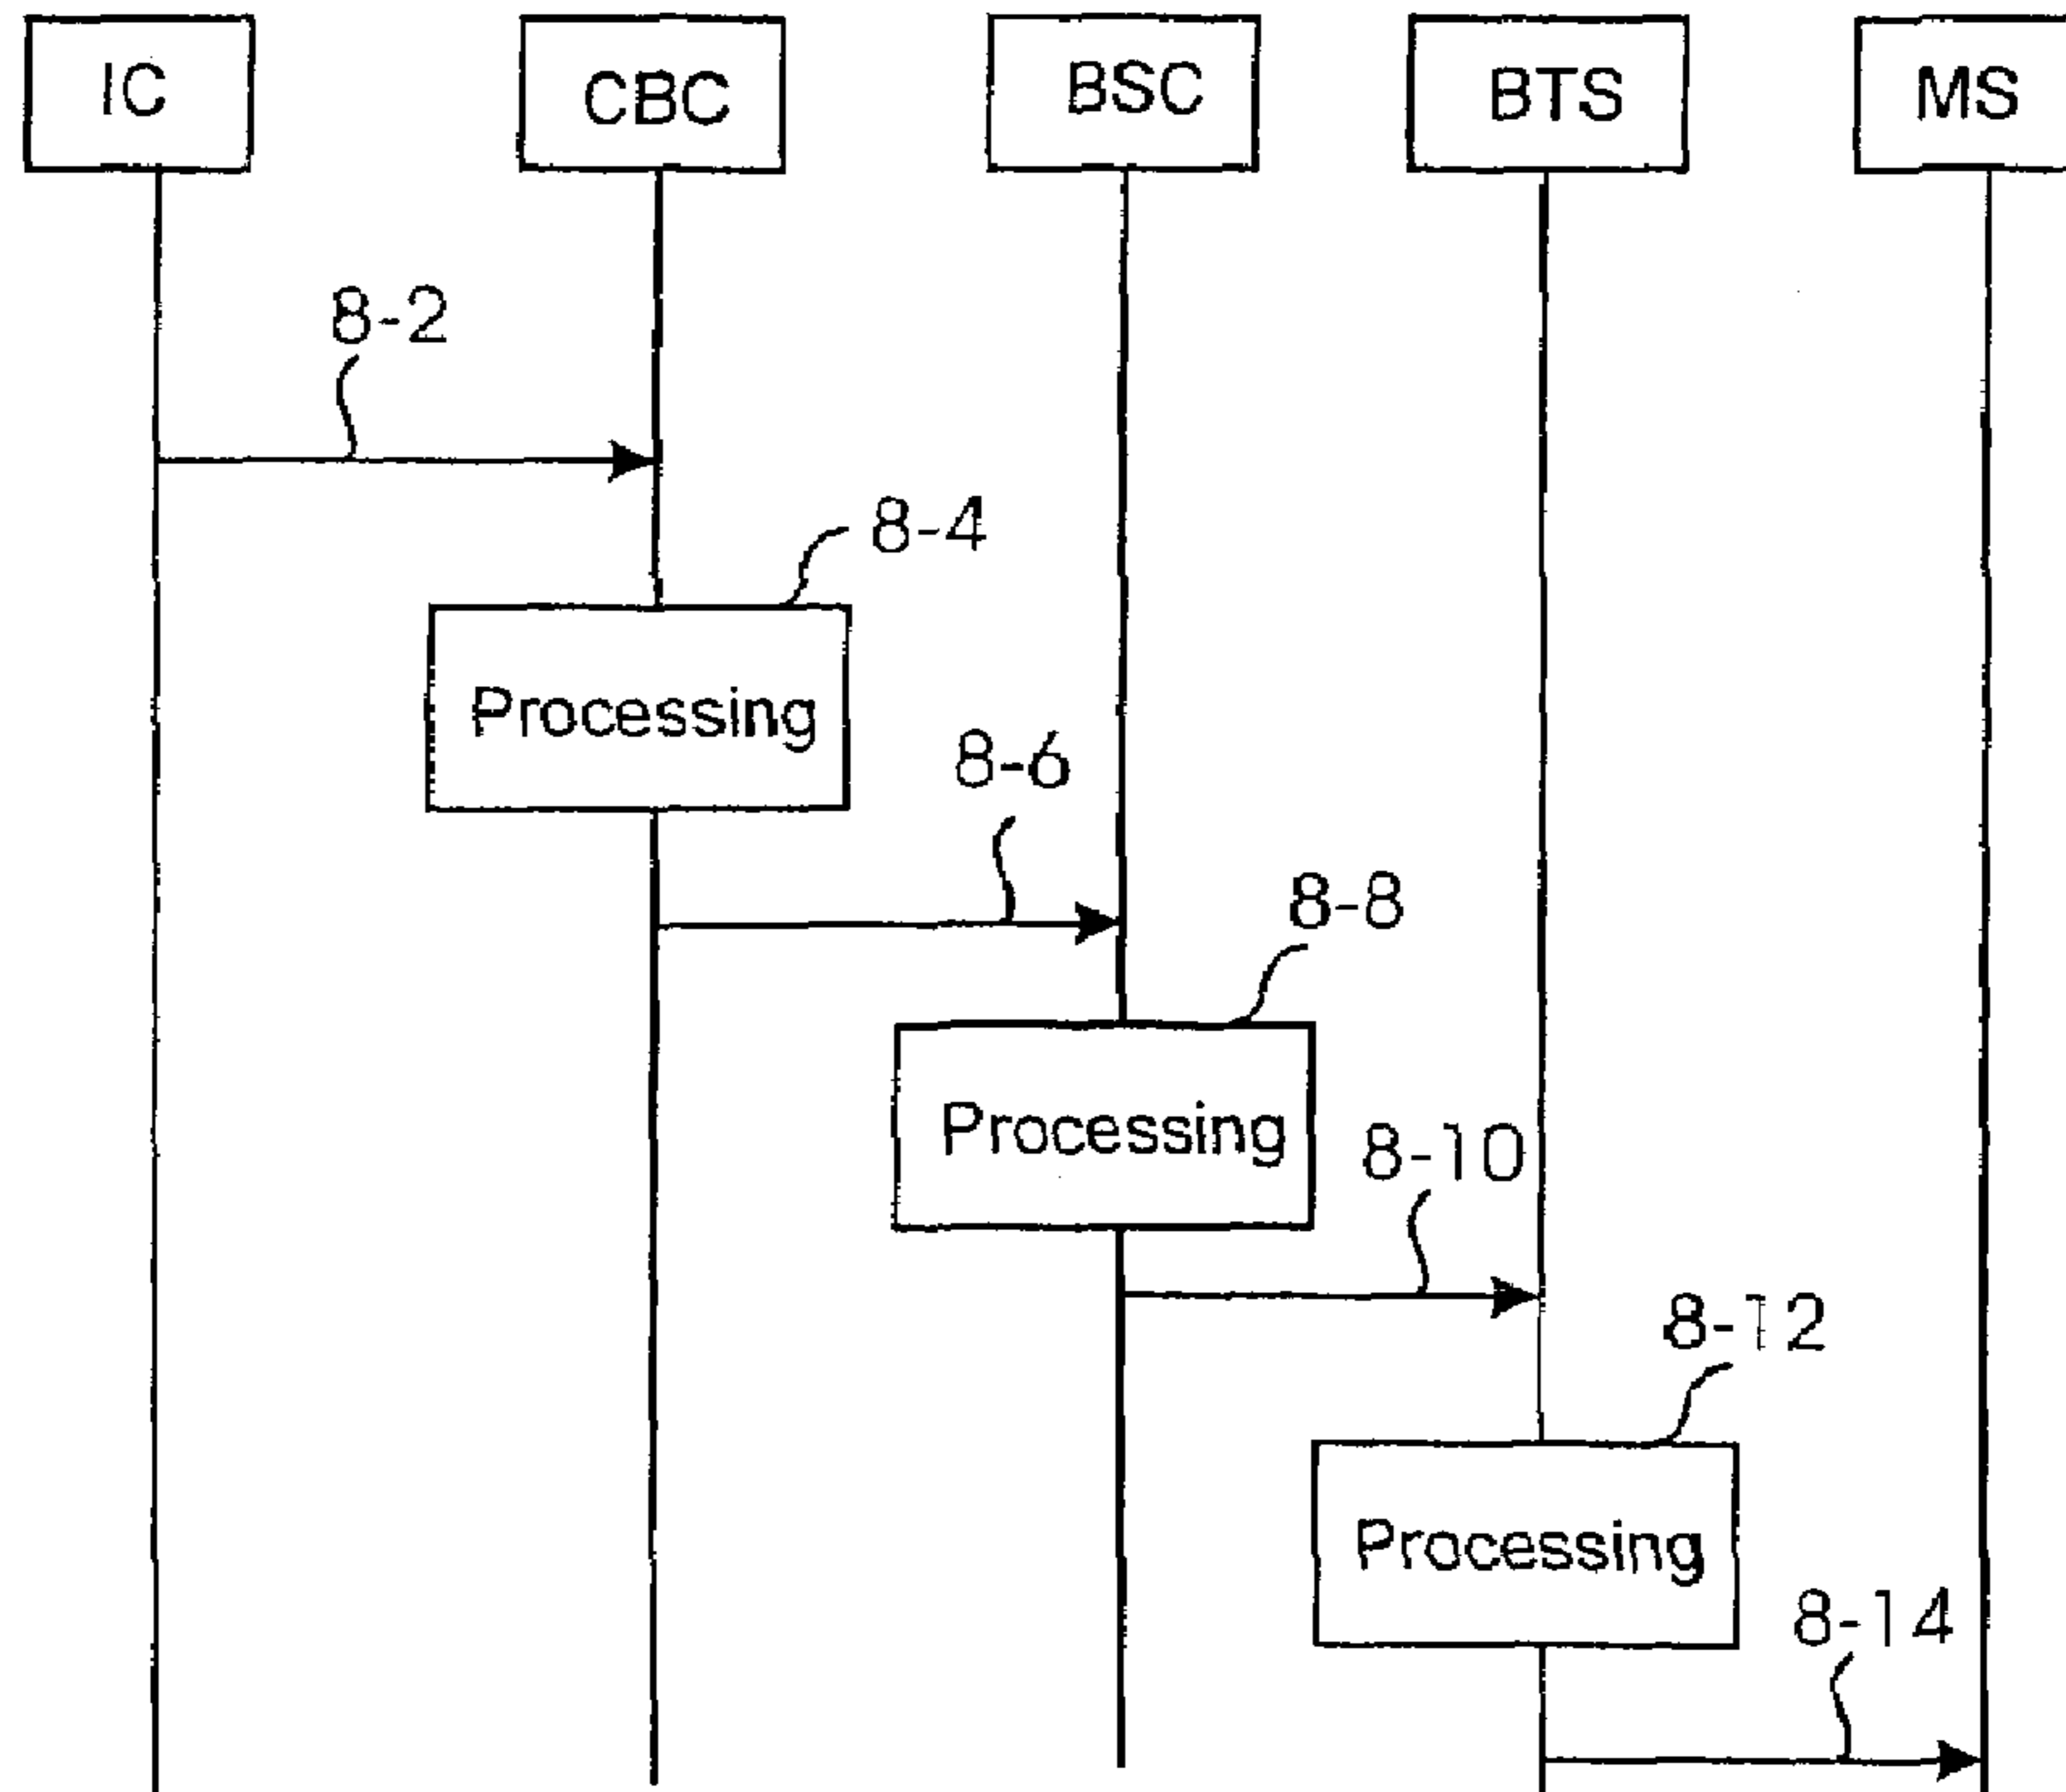 IC
CBC
BSC
BTS
MS
8-2
8-4
Processing
8-6
8-8
Processing
8-10
8-12
Processing
8-14